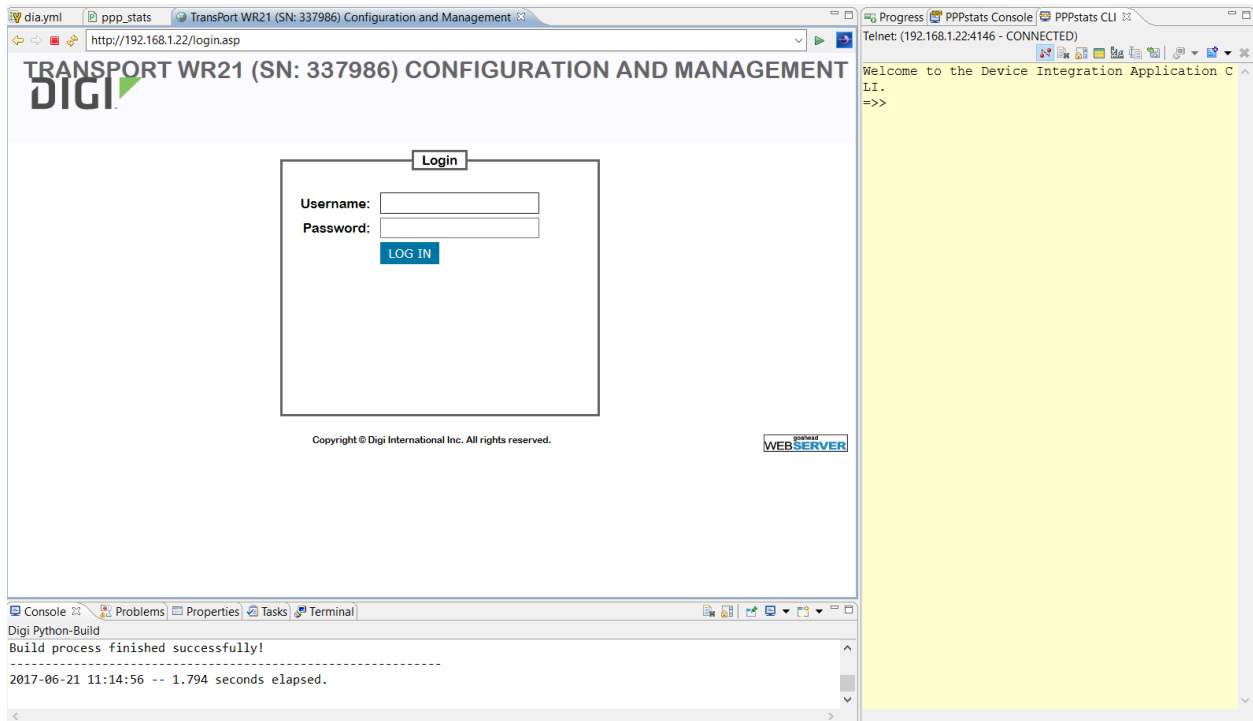 dia.yml
ppp_stats
TransPort WR21 (SN: 337986) Configuration and Management
http://192.168.1.22/login.asp
TRANSPORT WR21 (SN: 337986) CONFIGURATION AND MANAGEMENT
DIGI
Login
Username:
Password:
LOG IN
Copyright © Digi International Inc. All rights reserved.
goahead
WEBSERVER
Progress PPPstats Console PPPstats CLI
Telnet: (192.168.1.22:4146 - CONNECTED)
Welcome to the Device Integration Application C
LI.
=>>
Console Problems Properties Tasks Terminal
Digi Python-Build
Build process finished successfully!
-------------------------------------------------------------
2017-06-21 11:14:56 -- 1.794 seconds elapsed.